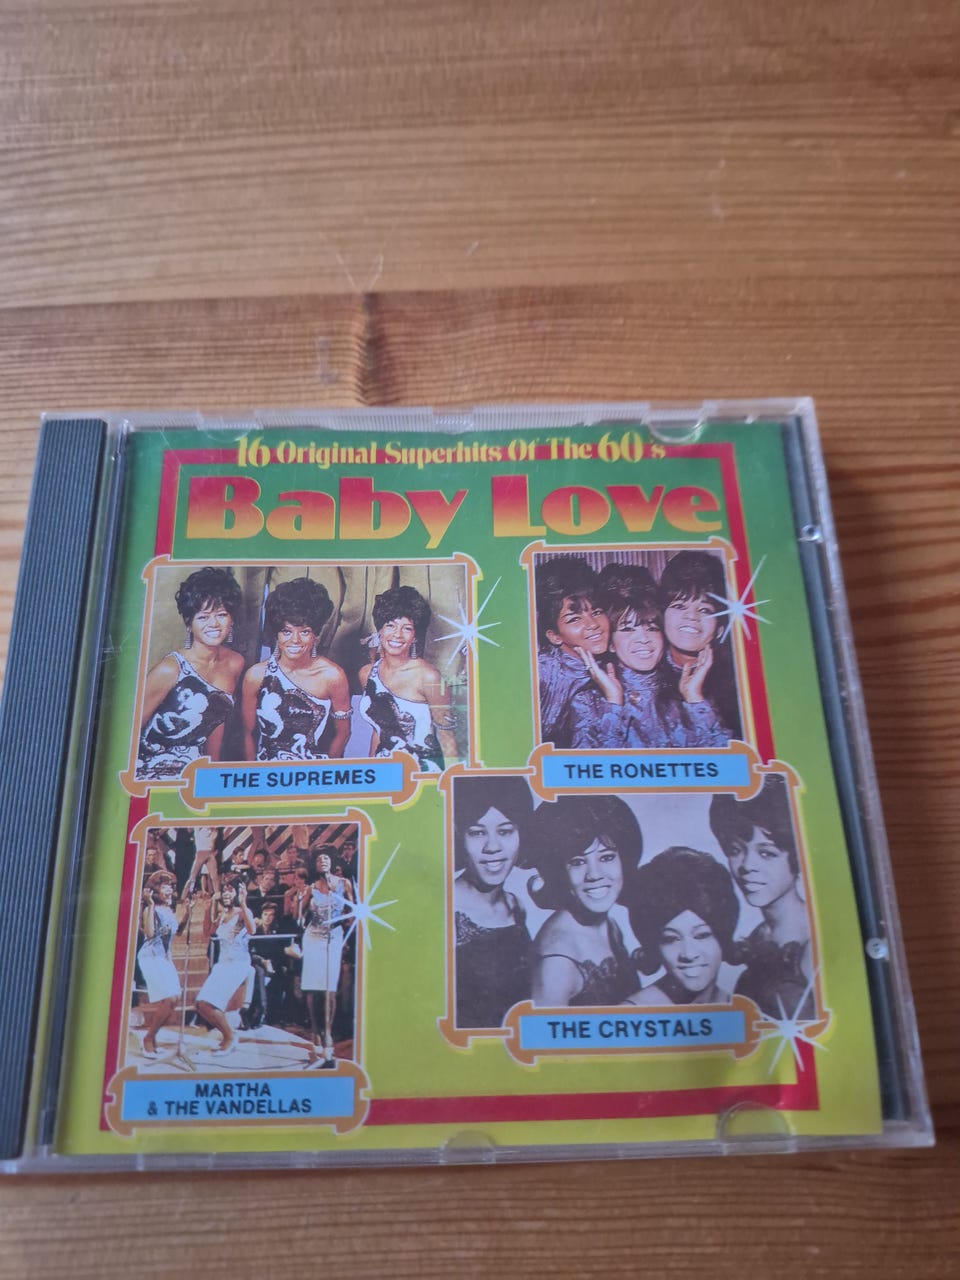 16 Original Superhits Of The 60's
Baby Love
THE SUPREMES
THE RONETTES
THE CRYSTALS
MARTHA
& THE VANDELLAS